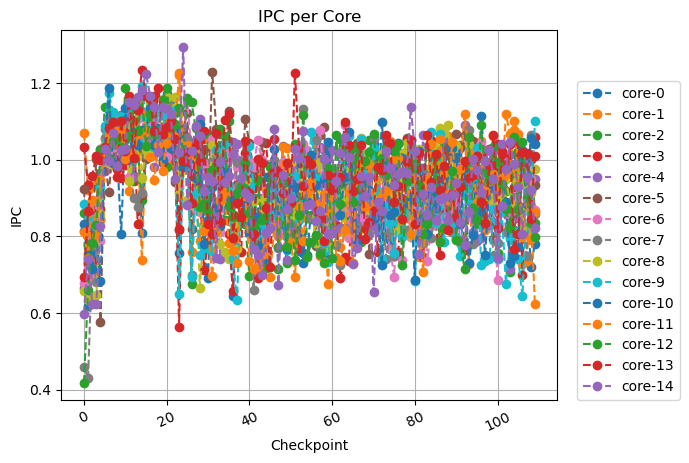 IPC per Core
IPC
1.2
1.0
0.8
0.6
0.4
0
20
40
60
80
100
Checkpoint
core-0
core-1
core-2
core-3
core-4
core-5
core-6
core-7
core-8
core-9
core-10
core-11
core-12
core-13
core-14